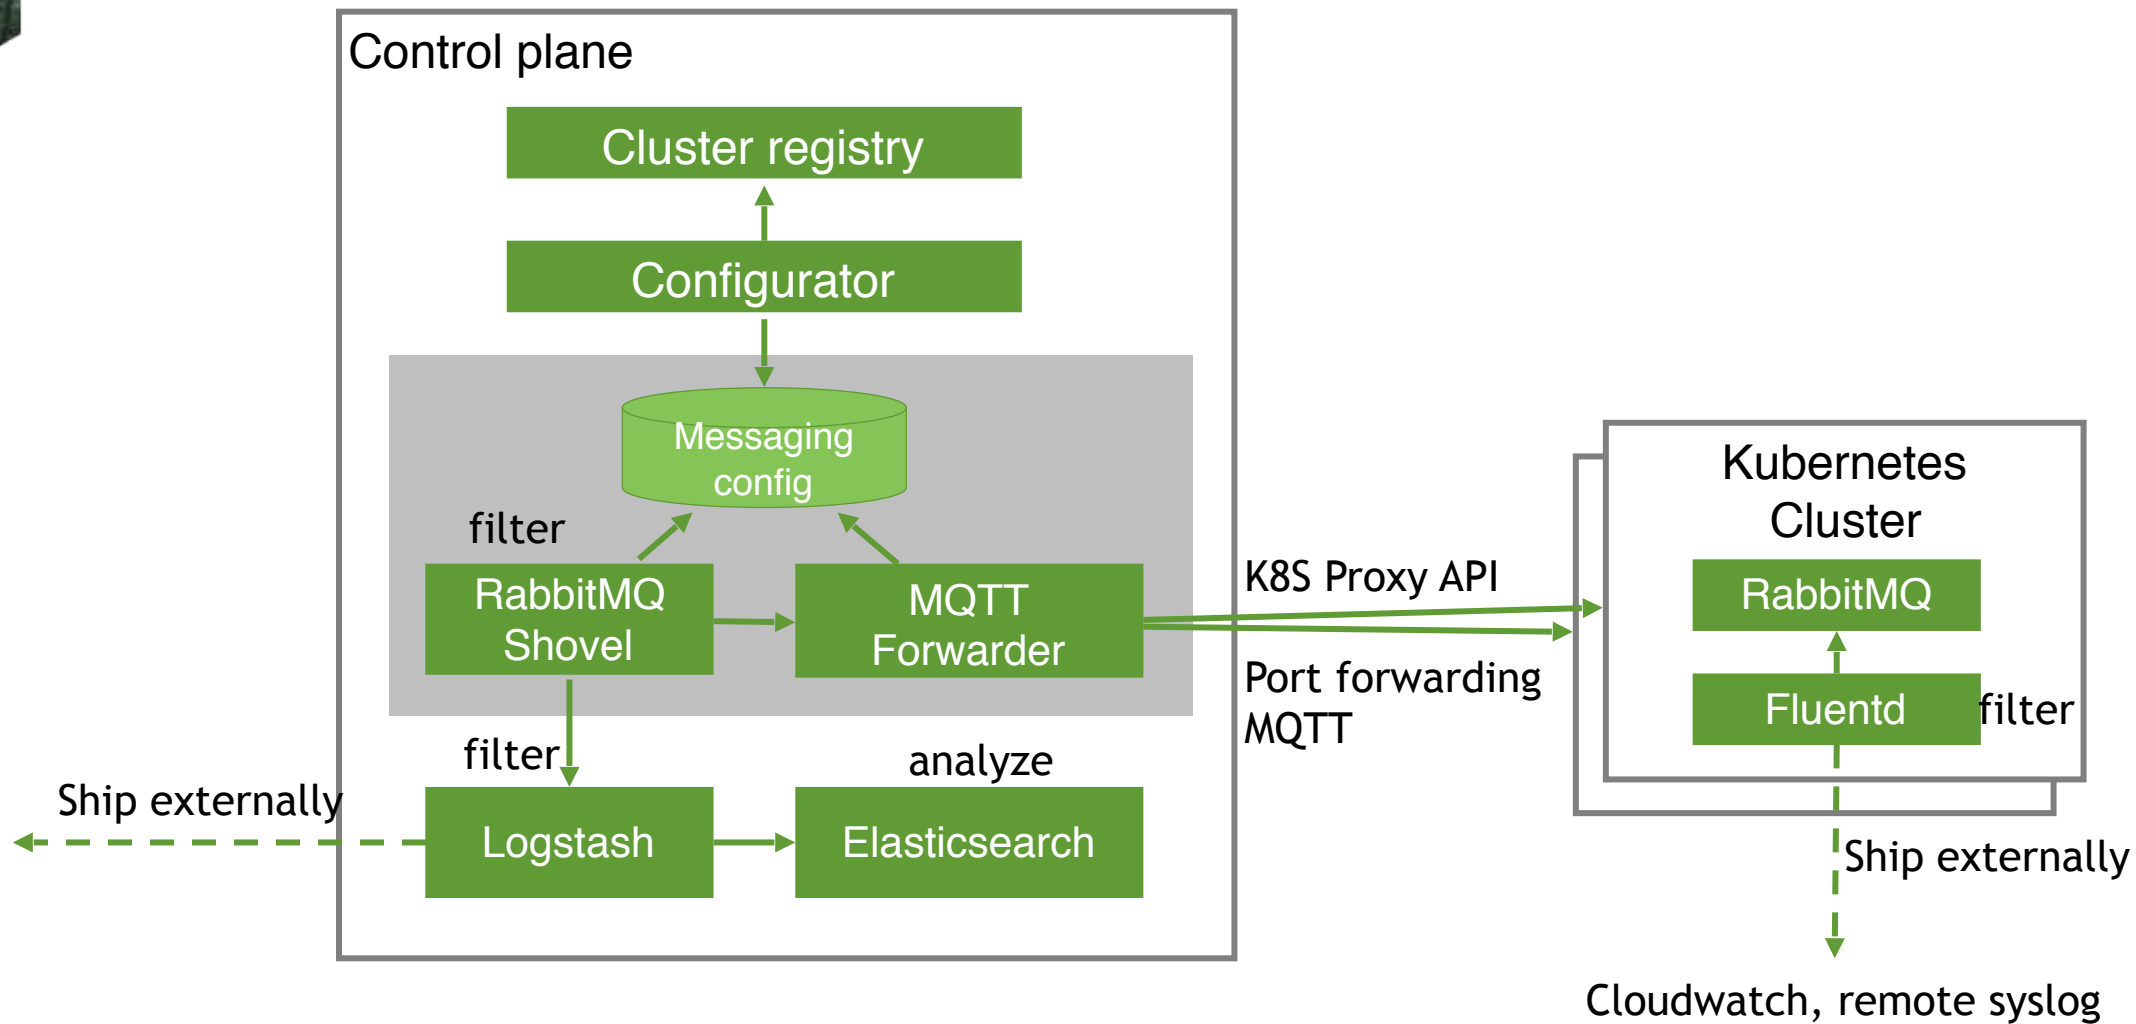 Control plane
Cluster registry
Configurator
Messaging
config
filter
RabbitMQ
Shovel
MQTT
Forwarder
K8S Proxy API
Port forwarding
MQTT
Kubernetes
Cluster
RabbitMQ
Fluentd
filter
filter
analyze
Ship externally
Logstash
Elasticsearch
Ship externally
Cloudwatch, remote syslog